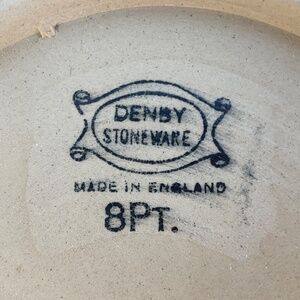 DENBY
STONEWARE
MADE IN ENGLAND
8PT.